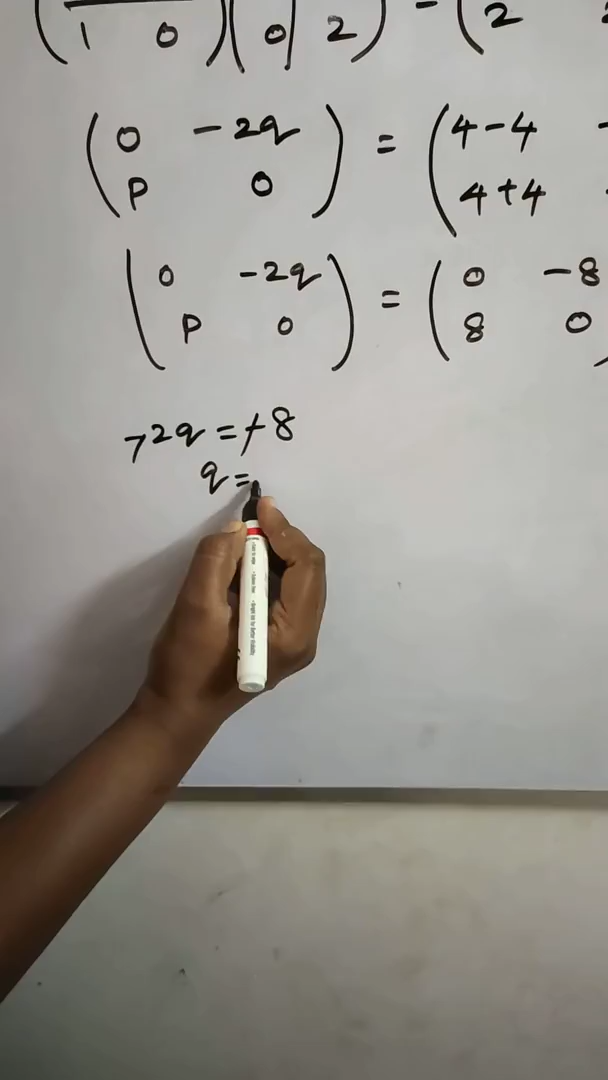 ( 1 0 ) ( 0 | 2 ) - ( 2
( 0 -2q ) = ( 4-4 -
( p 0 ) ( 4+4
( 0 -2q ) = ( 0 -8
( p 0 ) ( 8 0 )
-2q = -8
q =